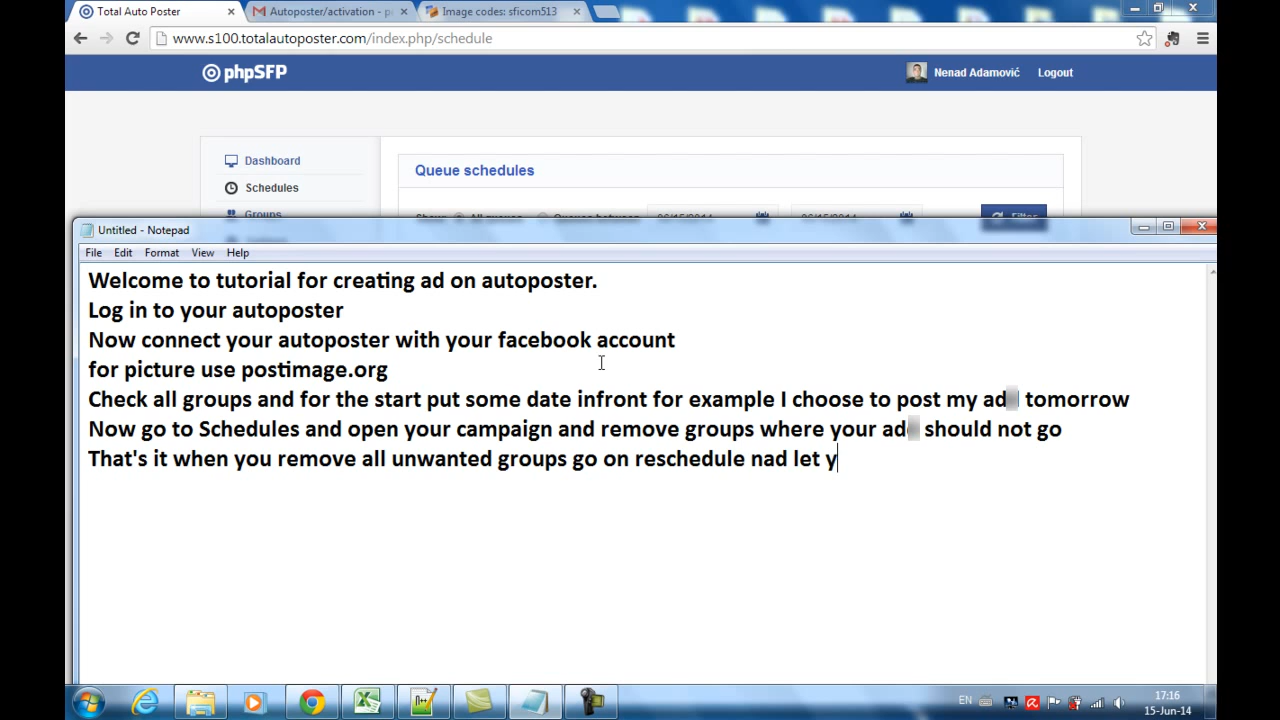 Total Auto Poster
Autoposter/activation - p
Image codes: sficom513
www.s100.totalautoposter.com/index.php/schedule
phpSFP
Nenad Adamović
Logout
Dashboard
Schedules
Groups
Queue schedules
Filter
Untitled - Notepad
File Edit Format View Help
Welcome to tutorial for creating ad on autoposter.
Log in to your autoposter
Now connect your autoposter with your facebook account
for picture use postimage.org
Check all groups and for the start put some date infront for example I choose to post my ad tomorrow
Now go to Schedules and open your campaign and remove groups where your ad should not go
That's it when you remove all unwanted groups go on reschedule nad let y
EN
17:16
15-Jun-14